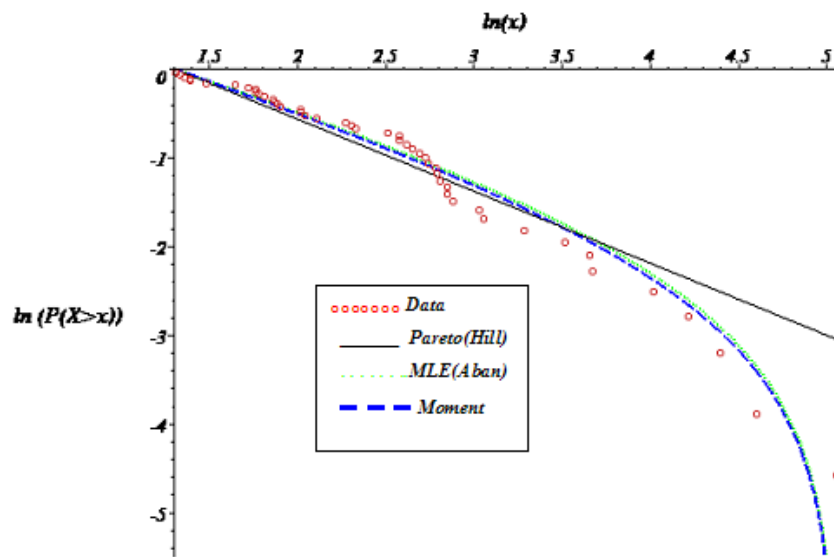 ln(x)
0 1.5 2 2.5 3 3.5 4 4.5 5
-1
-2
ln (P(X>x))
-3
-4
-5
Data
Pareto(Hill)
MLE(Aban)
Moment